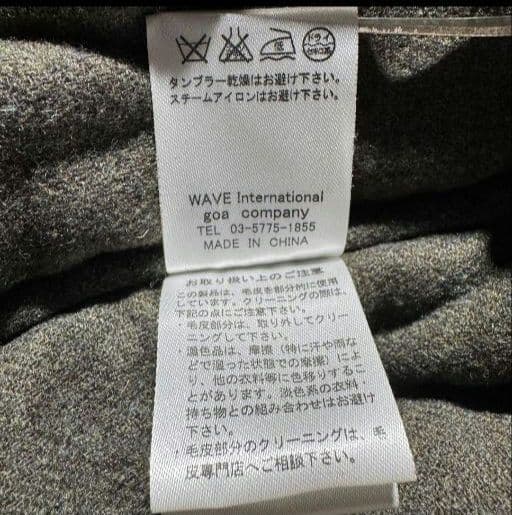 ドライ
タンブラー乾燥はお避け下さい。
スチームアイロンはお避け下さい。
WAVE International
goa company
TEL 03-5775-1855
MADE IN CHINA
お取り扱い上のご注意
この製品は、毛皮を部分的に使用
しています。クリーニングの際は、
下記の点にご注意下さい。
・毛皮部分は、取り外してクリー
ニングして下さい。
・濃色品は、摩擦（特に汗や雨な
どで湿った状態での摩擦）によ
り、他の衣料等に色移りするこ
とがあります。淡色系の衣料・
持ち物との組み合わせはお避け
下さい。
・毛皮部分のクリーニングは、毛
皮専門店へご相談下さい。